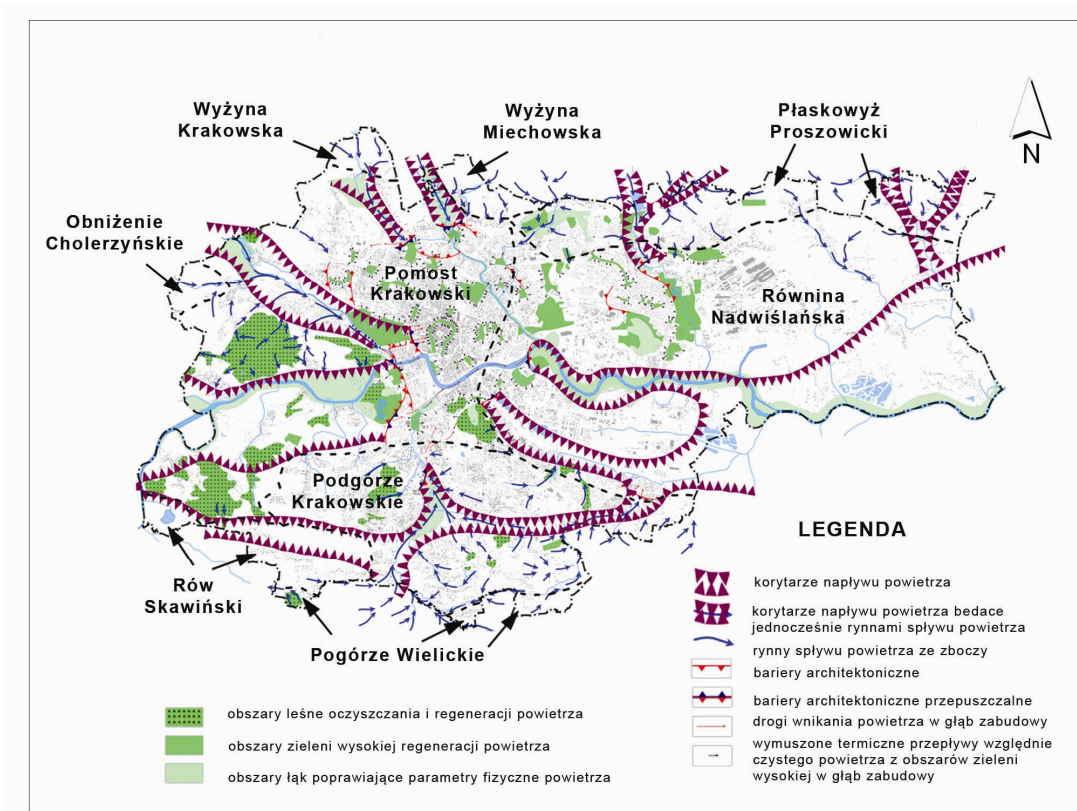 Wyżyna
Krakowska
Wyżyna
Miechowska
Płaskowyż
Proszowicki
N
Obniżenie
Cholerzyńskie
Pomost
Krakowski
Równina
Nadwiślańska
Podgórze
Krakowskie
Rów
Skawiński
Pogórze Wielickie
LEGENDA
korytarze napływu powietrza
korytarze napływu powietrza bedace
jednocześnie rynnami spływu powietrza
rynny spływu powietrza ze zboczy
bariery architektoniczne
bariery architektoniczne przepuszczalne
drogi wnikania powietrza w głąb zabudowy
wymuszone termiczne przepływy względnie
czystego powietrza z obszarów zieleni
wysokiej w głąb zabudowy
obszary leśne oczyszczania i regeneracji powietrza
obszary zieleni wysokiej regeneracji powietrza
obszary łąk poprawiające parametry fizyczne powietrza